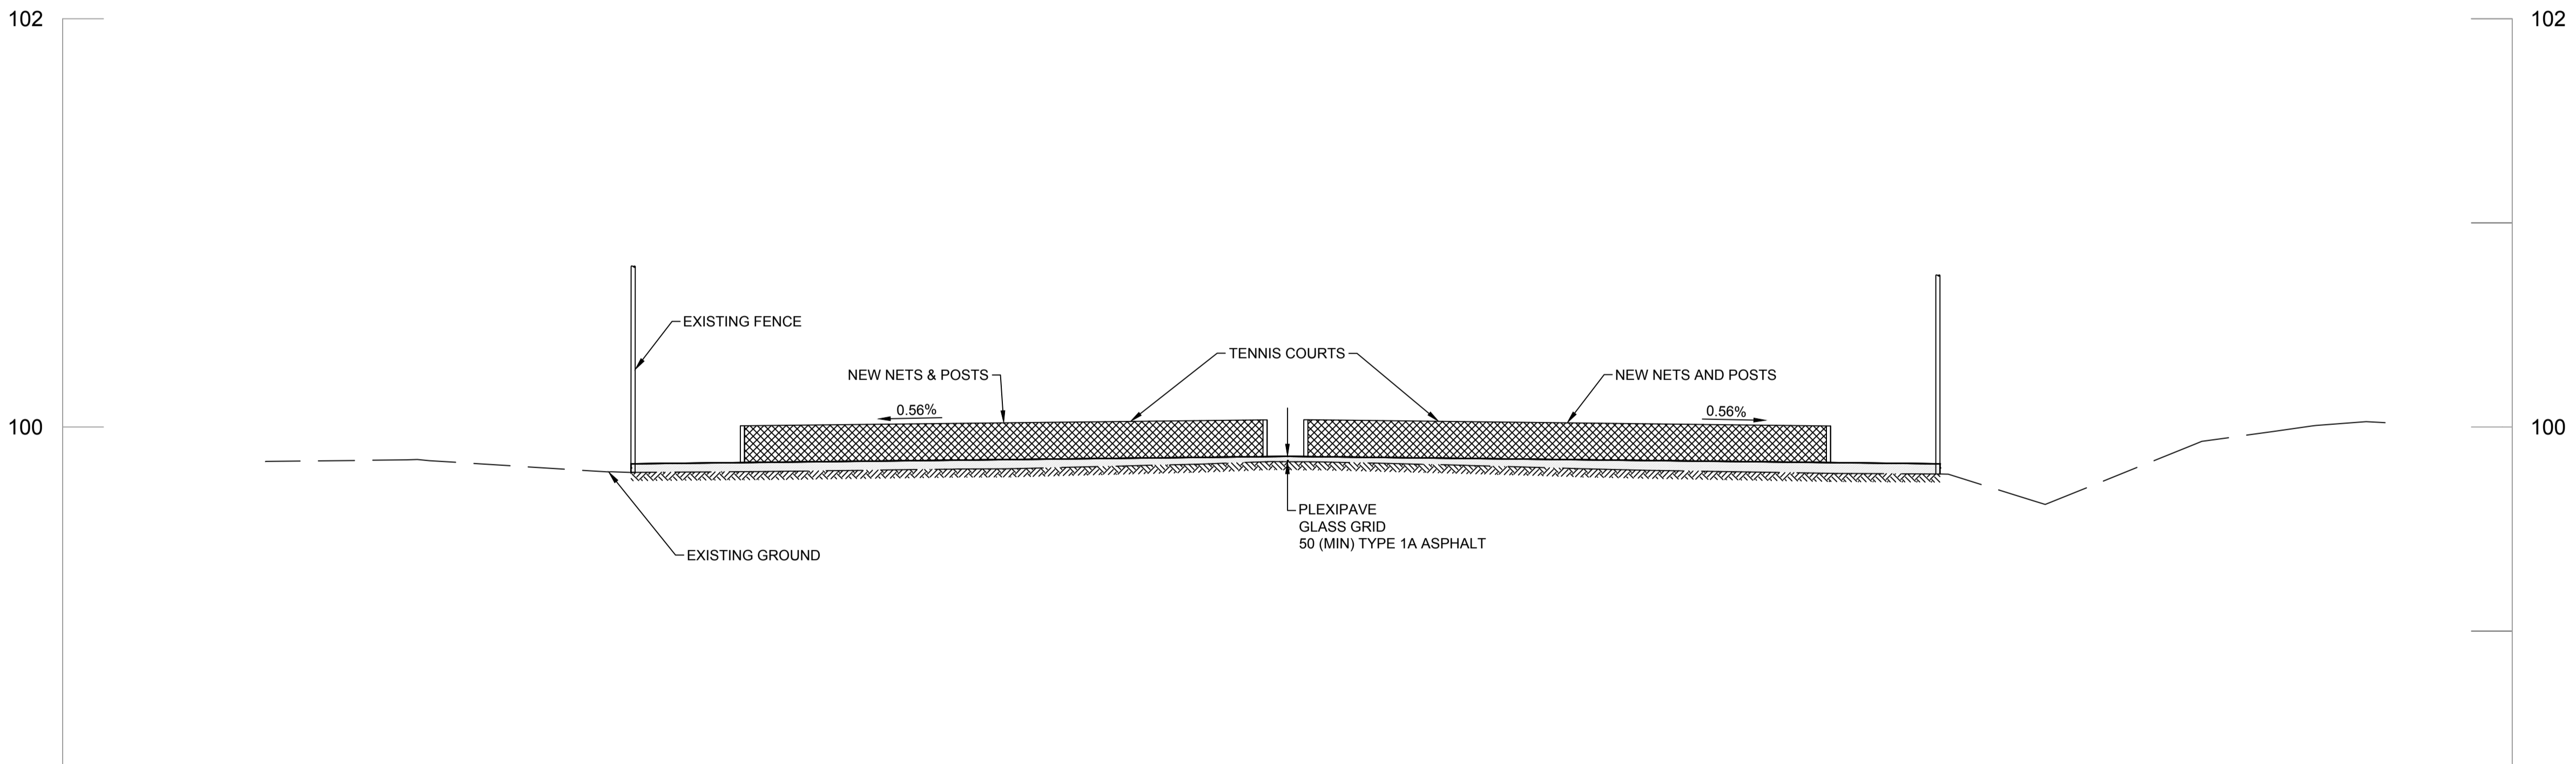 102
102
EXISTING FENCE
TENNIS COURTS
NEW NETS & POSTS
NEW NETS AND POSTS
0.56%
0.56%
100
100
PLEXIPAVE
GLASS GRID
50 (MIN) TYPE 1A ASPHALT
EXISTING GROUND